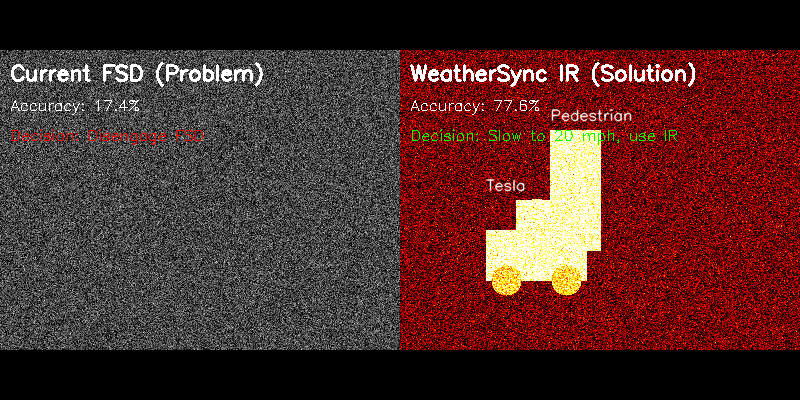 Current FSD (Problem)
Accuracy: 17.4%
Decision: Disengage FSD
WeatherSync IR (Solution)
Accuracy: 77.6%
Pedestrian
Decision: Slow to 20 mph, use IR
Tesla